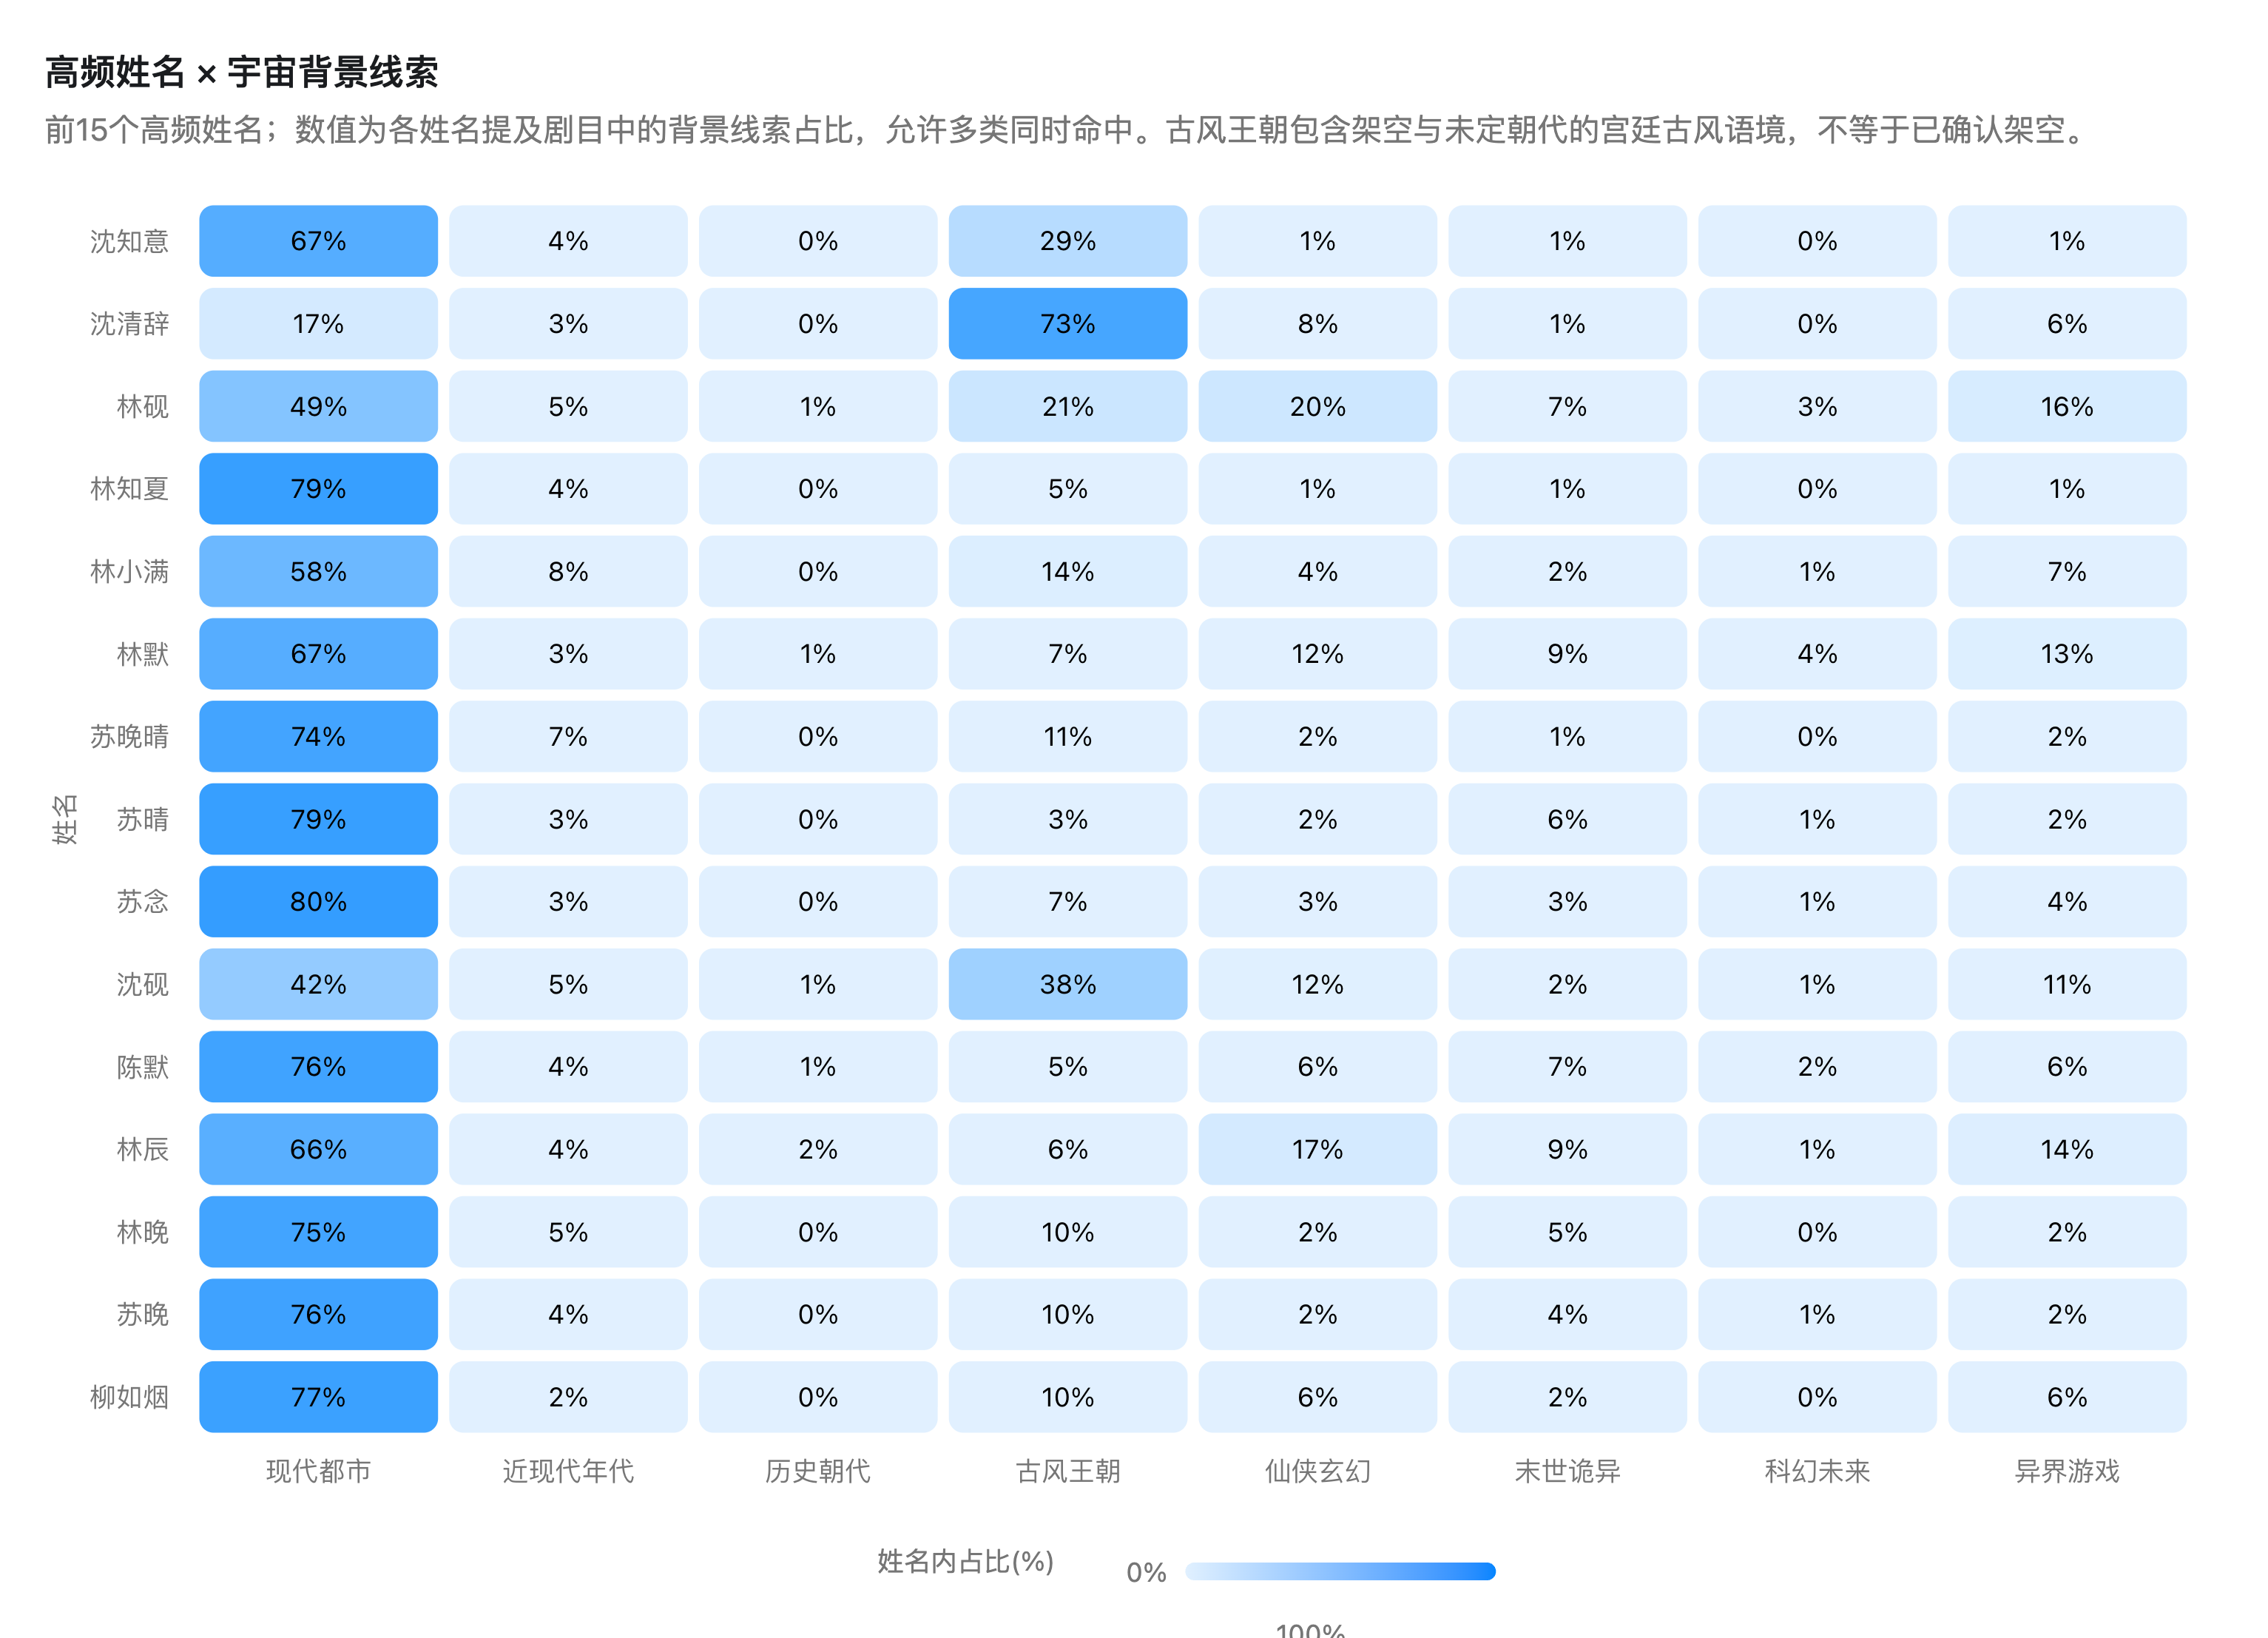 高频姓名 × 宇宙背景线索
前15个高频姓名；数值为各姓名提及剧目中的背景线索占比，允许多类同时命中。古风王朝包含架空与未定朝代的宫廷古风语境，不等于已确认架空。
姓名
沈知意 67% 4% 0% 29% 1% 1% 0% 1%
沈清辞 17% 3% 0% 73% 8% 1% 0% 6%
林砚 49% 5% 1% 21% 20% 7% 3% 16%
林知夏 79% 4% 0% 5% 1% 1% 0% 1%
林小满 58% 8% 0% 14% 4% 2% 1% 7%
林默 67% 3% 1% 7% 12% 9% 4% 13%
苏晚晴 74% 7% 0% 11% 2% 1% 0% 2%
苏晴 79% 3% 0% 3% 2% 6% 1% 2%
苏念 80% 3% 0% 7% 3% 3% 1% 4%
沈砚 42% 5% 1% 38% 12% 2% 1% 11%
陈默 76% 4% 1% 5% 6% 7% 2% 6%
林辰 66% 4% 2% 6% 17% 9% 1% 14%
林晚 75% 5% 0% 10% 2% 5% 0% 2%
苏晚 76% 4% 0% 10% 2% 4% 1% 2%
柳如烟 77% 2% 0% 10% 6% 2% 0% 6%
现代都市 近现代年代 历史朝代 古风王朝 仙侠玄幻 末世诡异 科幻未来 异界游戏
姓名内占比(%) 0%
100%